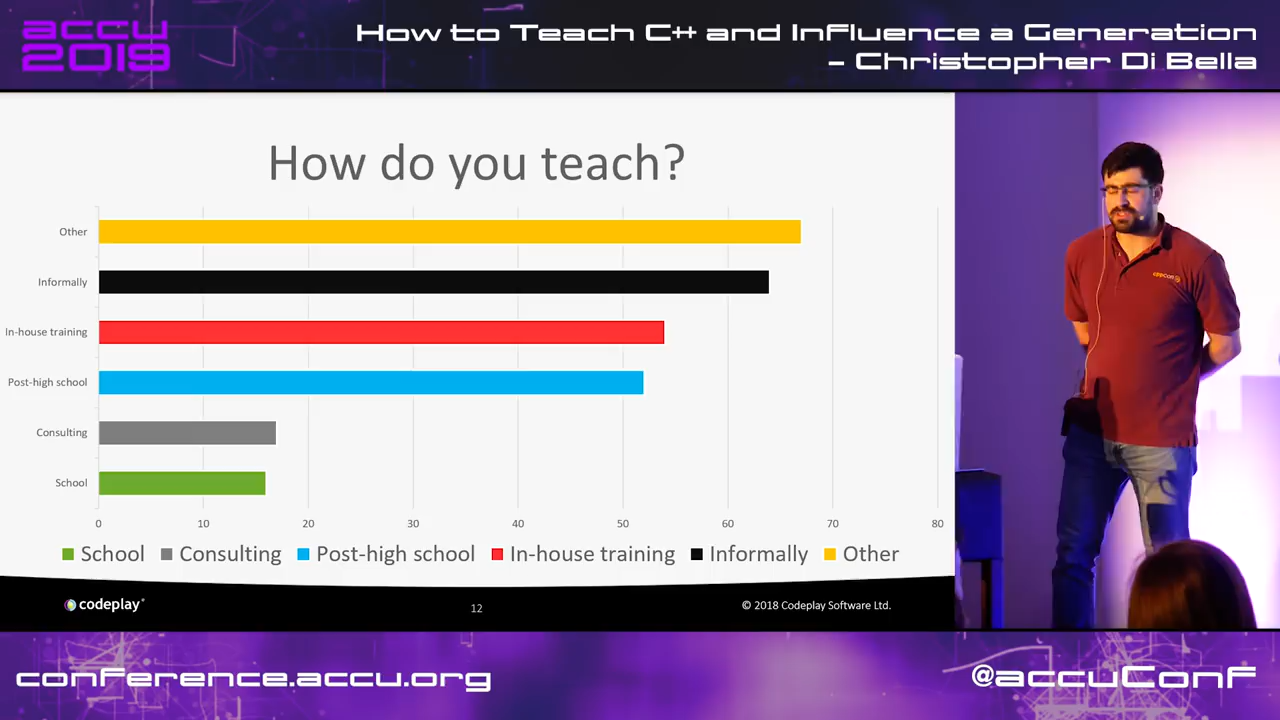 accu
2019
How to Teach C++ and Influence a Generation
– Christopher Di Bella
How do you teach?
Other
Informally
In-house training
Post-high school
Consulting
School
0 10 20 30 40 50 60 70 80
School Consulting Post-high school In-house training Informally Other
codeplay®
12
© 2018 Codeplay Software Ltd.
cppcon
conference.accu.org
@accuConf